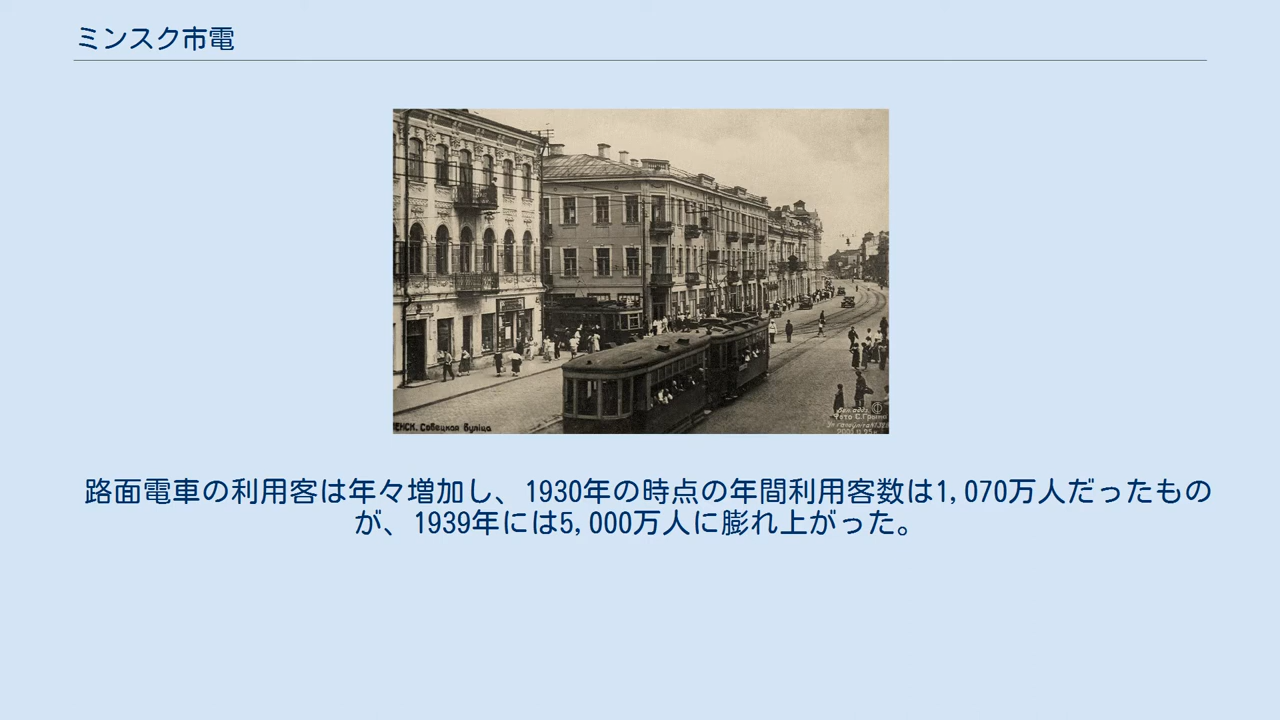 ミンスク市電
Совецкая вуліца
路面電車の利用客は年々増加し、1930年の時点の年間利用客数は1,070万人だったもの
が、1939年には5,000万人に膨れ上がった。